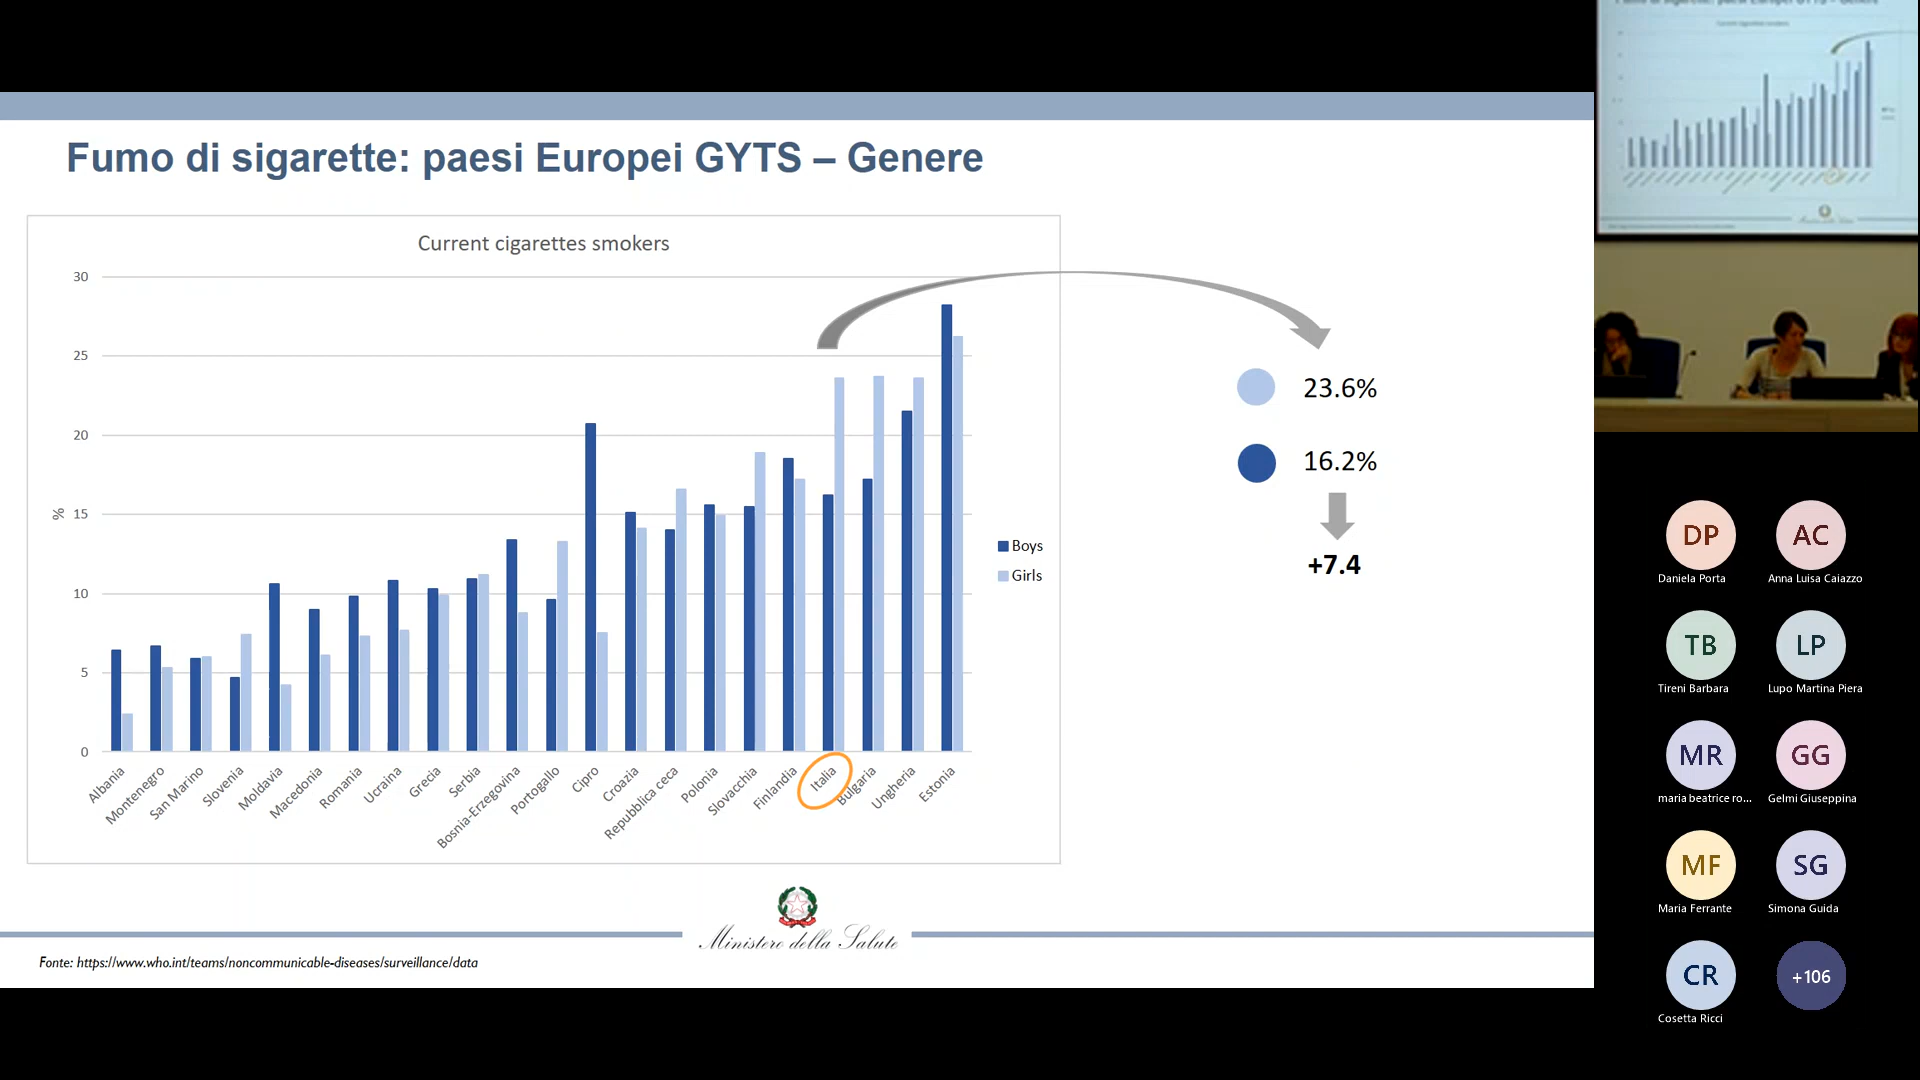 Fumo di sigarette: paesi Europei GYTS – Genere
Current cigarettes smokers
30
25
20
15
10
5
0
%
Albania
Montenegro
San Marino
Slovenia
Moldavia
Macedonia
Romania
Ucraina
Grecia
Serbia
Bosnia-Erzegovina
Portogallo
Cipro
Croazia
Repubblica ceca
Polonia
Slovacchia
Finlandia
Italia
Bulgaria
Ungheria
Estonia
Boys
Girls
23.6%
16.2%
+7.4
Ministero della Salute
Fonte: https://www.who.int/teams/noncommunicable-diseases/surveillance/data
DP
Daniela Porta
AC
Anna Luisa Caiazzo
TB
Tireni Barbara
LP
Lupo Martina Piera
MR
maria beatrice ro...
GG
Gelmi Giuseppina
MF
Maria Ferrante
SG
Simona Guida
CR
Cosetta Ricci
+106